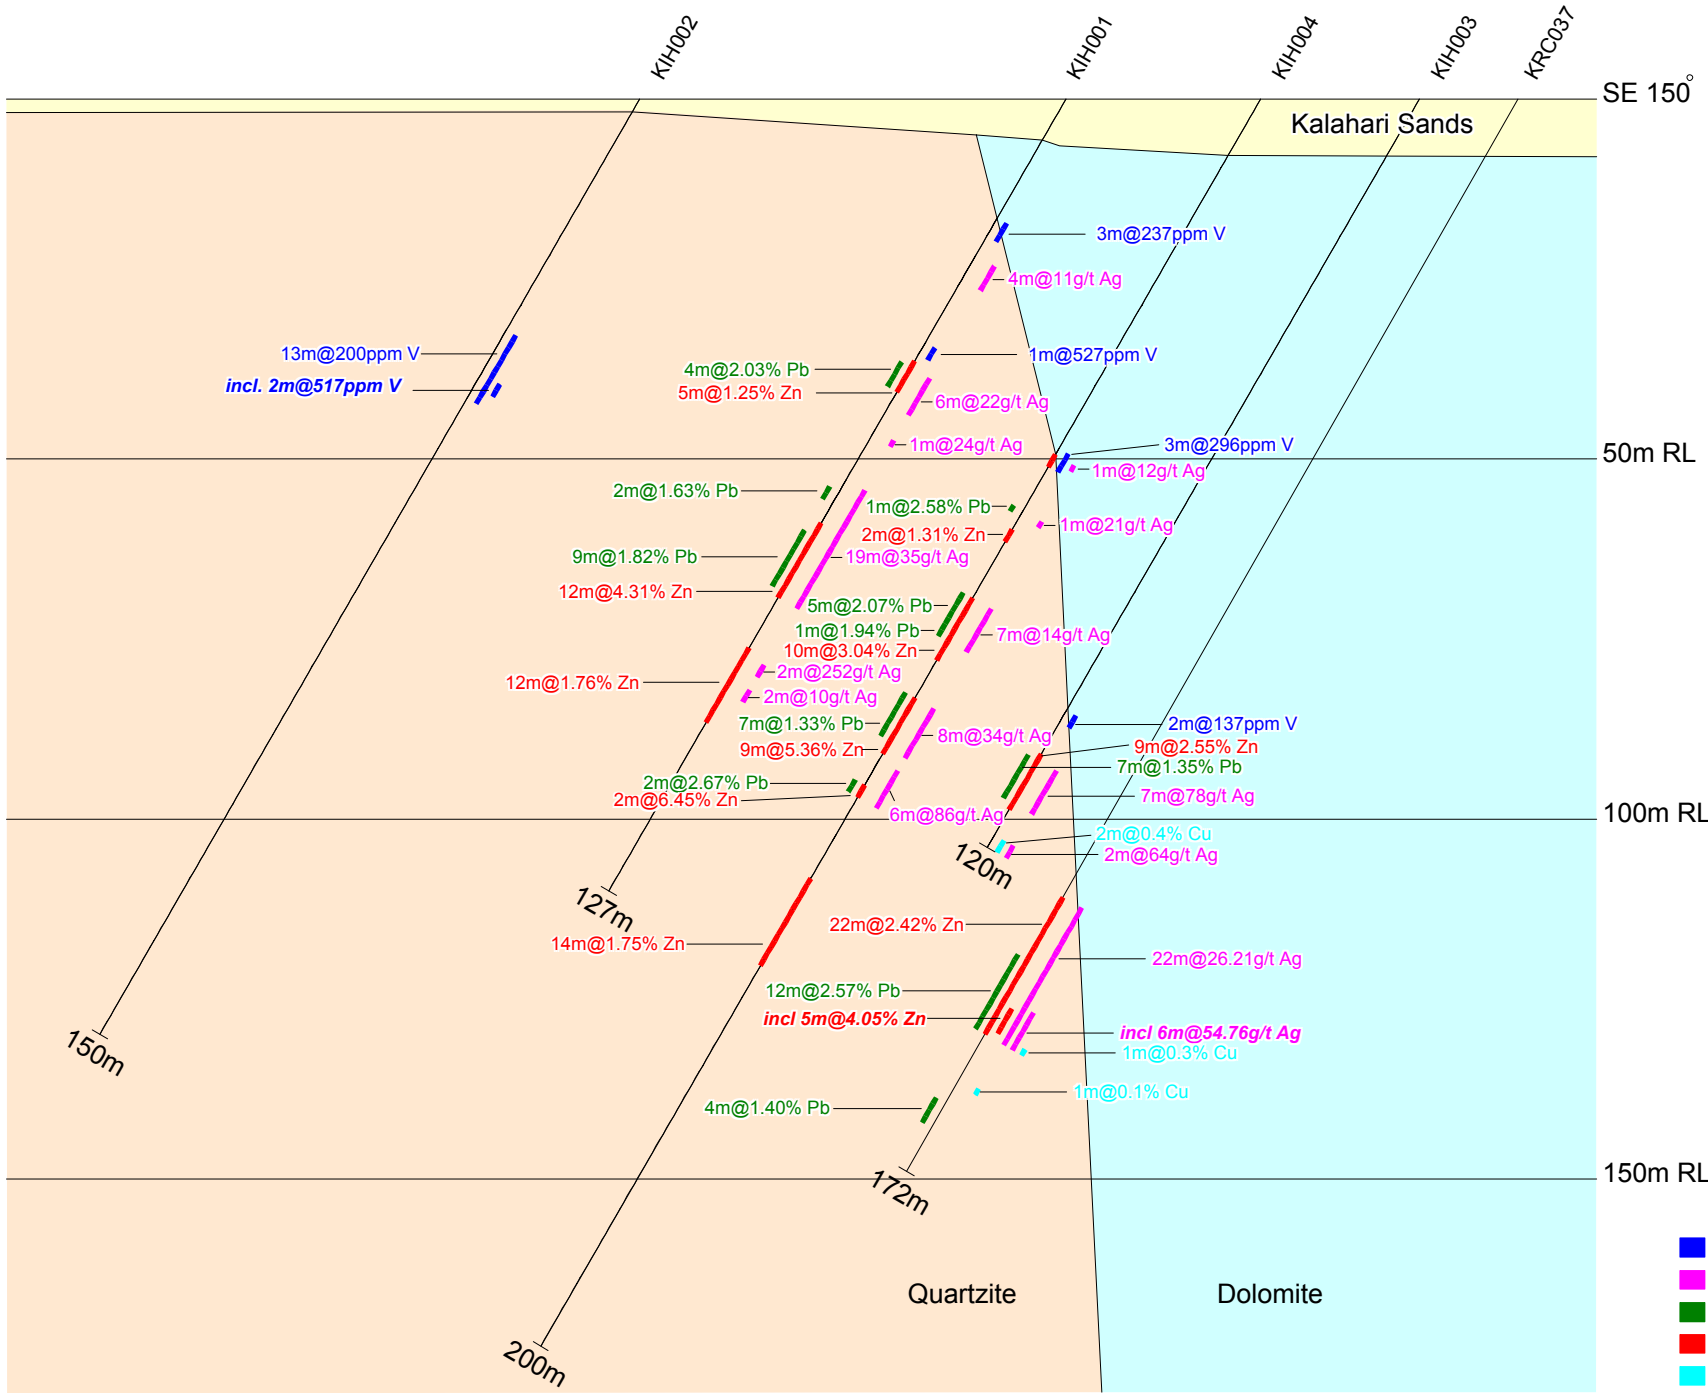 KIH002
KIH001
KIH004
KIH003
KRC037
SE 150°
Kalahari Sands
3m@237ppm V
4m@11g/t Ag
13m@200ppm V
1m@527ppm V
4m@2.03% Pb
incl. 2m@517ppm V
5m@1.25% Zn
6m@22g/t Ag
1m@24g/t Ag
3m@296ppm V
50m RL
1m@12g/t Ag
2m@1.63% Pb
1m@2.58% Pb
1m@21g/t Ag
2m@1.31% Zn
9m@1.82% Pb
19m@35g/t Ag
12m@4.31% Zn
5m@2.07% Pb
1m@1.94% Pb
7m@14g/t Ag
10m@3.04% Zn
2m@252g/t Ag
12m@1.76% Zn
2m@10g/t Ag
7m@1.33% Pb
2m@137ppm V
8m@34g/t Ag
9m@5.36% Zn
9m@2.55% Zn
7m@1.35% Pb
2m@2.67% Pb
2m@6.45% Zn
7m@78g/t Ag
6m@86g/t Ag
100m RL
2m@0.4% Cu
2m@64g/t Ag
120m
127m
22m@2.42% Zn
14m@1.75% Zn
22m@26.21g/t Ag
12m@2.57% Pb
incl 5m@4.05% Zn
incl 6m@54.76g/t Ag
150m
1m@0.3% Cu
1m@0.1% Cu
4m@1.40% Pb
172m
150m RL
Quartzite
Dolomite
200m